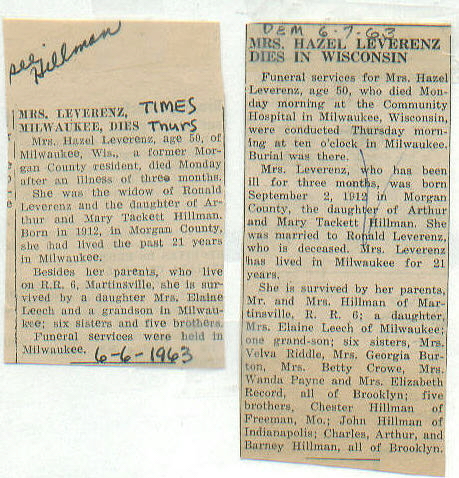 see Hillman
MRS. LEVERENZ, TIMES
MILWAUKEE, DIES Thurs
Mrs. Hazel Leverenz, age 50, of
Milwaukee, Wis., a former Mor-
gan County resident, died Monday
after an illness of three months.
She was the widow of Ronald
Leverenz and the daughter of Ar-
thur and Mary Tackett Hillman.
Born in 1912, in Morgan County,
she had lived the past 21 years
in Milwaukee.
Besides her parents, who live
on R.R. 6, Martinsville, she is sur-
vived by a daughter Mrs. Elaine
Leech and a grandson in Milwau-
kee; six sisters and five brothers.
Funeral services were held in
Milwaukee. 6-6-1963
DEM 6-7-63
MRS. HAZEL LEVERENZ
DIES IN WISCONSIN
Funeral services for Mrs. Hazel
Leverenz, age 50, who died Mon-
day morning at the Community
Hospital in Milwaukee, Wisconsin,
were conducted Thursday morn-
ing at ten o'clock in Milwaukee.
Burial was there.
Mrs. Leverenz, who has been
ill for three months, was born
September 2, 1912 in Morgan
County, the daughter of Arthur
and Mary Tackett Hillman. She
was married to Ronald Leverenz,
who is deceased. Mrs. Leverenz
has lived in Milwaukee for 21
years.
She is survived by her parents,
Mr. and Mrs. Hillman of Mar-
tinsville, R. R. 6; a daughter,
Mrs. Elaine Leech of Milwaukee;
one grand-son; six sisters, Mrs.
Velva Riddle, Mrs. Georgia Bur-
ton, Mrs. Betty Crowe, Mrs.
Wanda Payne and Mrs. Elizabeth
Record, all of Brooklyn; five
brothers, Chester Hillman of
Freeman, Mo.; John Hillman of
Indianapolis; Charles, Arthur, and
Barney Hillman, all of Brooklyn.